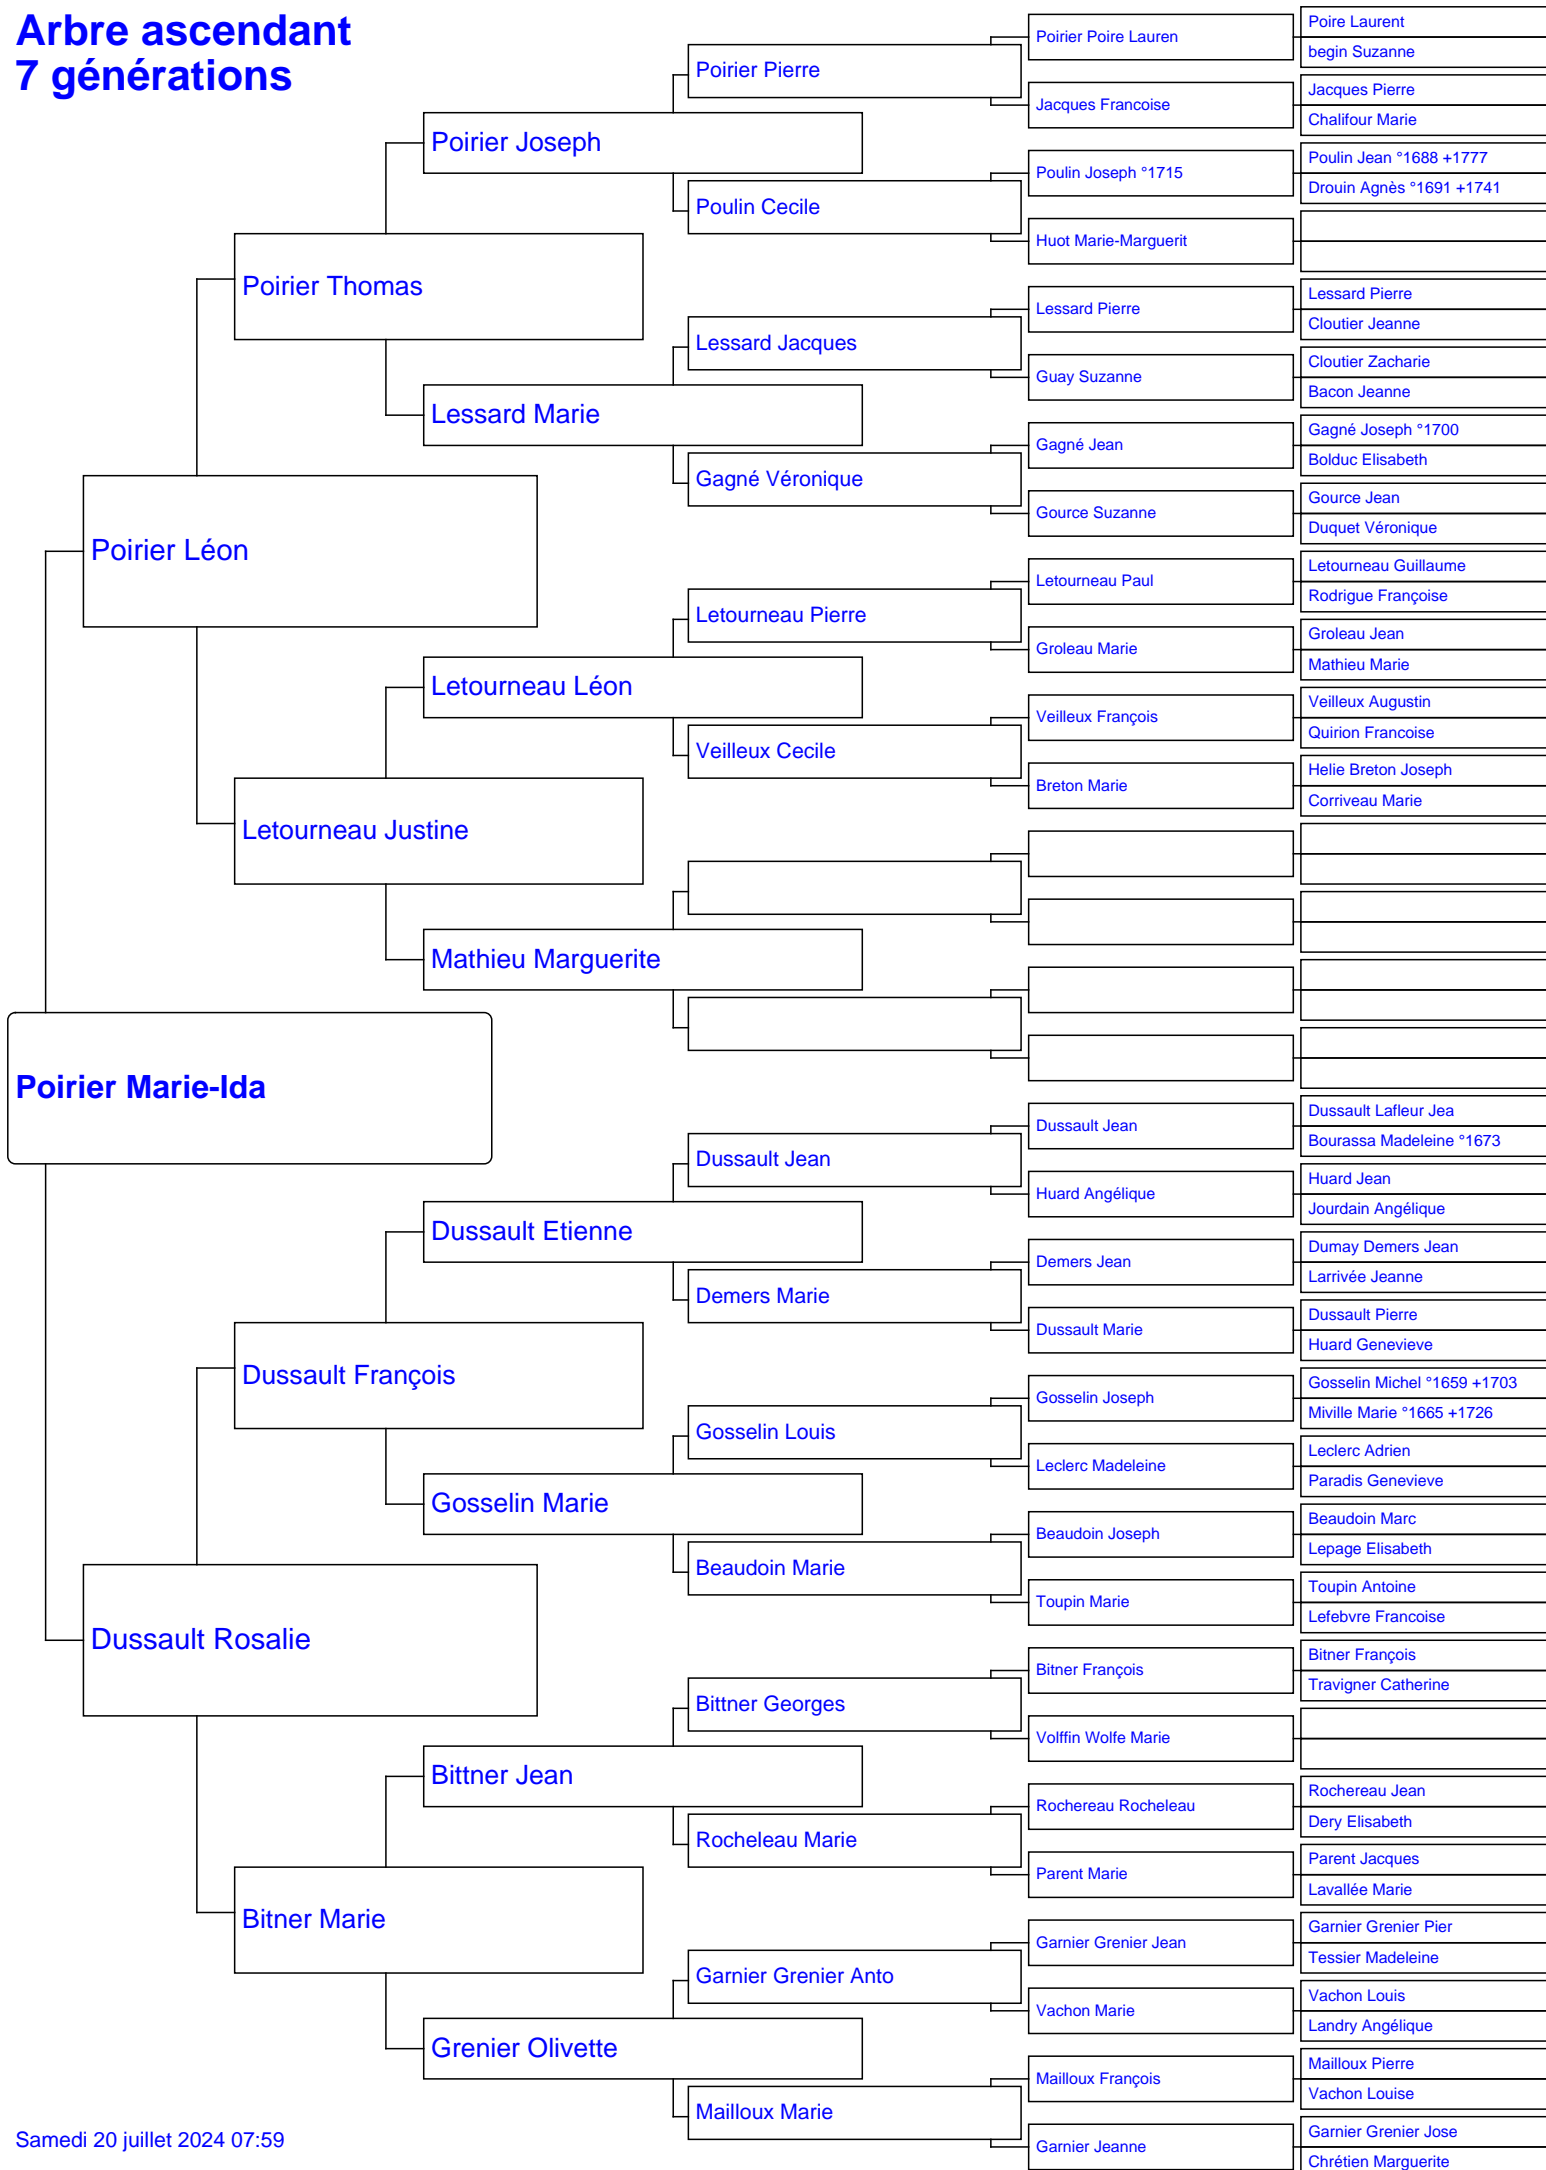 Arbre ascendant
7 générations
Poirier Marie-Ida
Poirier Léon
Dussault Rosalie
Poirier Thomas
Letourneau Justine
Dussault François
Bitner Marie
Poirier Joseph
Lessard Marie
Letourneau Léon
Mathieu Marguerite
Dussault Etienne
Gosselin Marie
Bittner Jean
Grenier Olivette
Poirier Pierre
Poulin Cecile
Lessard Jacques
Gagné Véronique
Letourneau Pierre
Veilleux Cecile
Dussault Jean
Demers Marie
Gosselin Louis
Beaudoin Marie
Bittner Georges
Rocheleau Marie
Garnier Grenier Anto
Mailloux Marie
Poirier Poire Lauren
Jacques Francoise
Poulin Joseph °1715
Huot Marie-Marguerit
Lessard Pierre
Guay Suzanne
Gagné Jean
Gource Suzanne
Letourneau Paul
Groleau Marie
Veilleux François
Breton Marie
Dussault Jean
Huard Angélique
Demers Jean
Dussault Marie
Gosselin Joseph
Leclerc Madeleine
Beaudoin Joseph
Toupin Marie
Bitner François
Volffin Wolfe Marie
Rochereau Rocheleau
Parent Marie
Garnier Grenier Jean
Vachon Marie
Mailloux François
Garnier Jeanne
Poire Laurent
begin Suzanne
Jacques Pierre
Chalifour Marie
Poulin Jean °1688 +1777
Drouin Agnès °1691 +1741
Lessard Pierre
Cloutier Jeanne
Cloutier Zacharie
Bacon Jeanne
Gagné Joseph °1700
Bolduc Elisabeth
Gource Jean
Duquet Véronique
Letourneau Guillaume
Rodrigue Françoise
Groleau Jean
Mathieu Marie
Veilleux Augustin
Quirion Francoise
Helie Breton Joseph
Corriveau Marie
Dussault Lafleur Jea
Bourassa Madeleine °1673
Huard Jean
Jourdain Angélique
Dumay Demers Jean
Larrivée Jeanne
Dussault Pierre
Huard Genevieve
Gosselin Michel °1659 +1703
Miville Marie °1665 +1726
Leclerc Adrien
Paradis Genevieve
Beaudoin Marc
Lepage Elisabeth
Toupin Antoine
Lefebvre Francoise
Bitner François
Travigner Catherine
Rochereau Jean
Dery Elisabeth
Parent Jacques
Lavallée Marie
Garnier Grenier Pier
Tessier Madeleine
Vachon Louis
Landry Angélique
Mailloux Pierre
Vachon Louise
Garnier Grenier Jose
Chrétien Marguerite
Samedi 20 juillet 2024 07:59